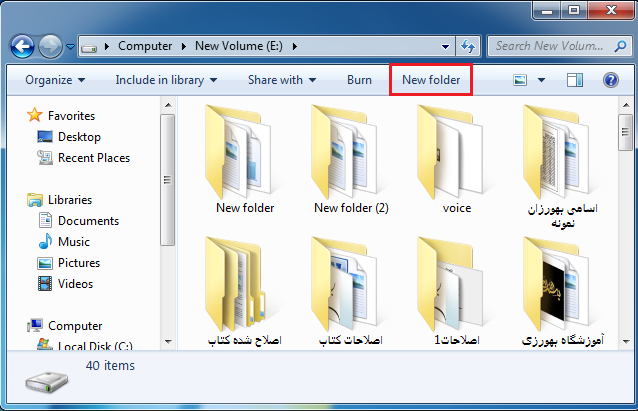 Computer ▸ New Volume (E:) ▸
Search New Volum...
Organize ▾ Include in library ▾ Share with ▾ Burn New folder
Favorites
Desktop
Recent Places
Libraries
Documents
Music
Pictures
Videos
Computer
Local Disk (C:)
New folder
New folder (2)
voice
اسامی بهورزان
نمونه
اصلاح شده کتاب
اصلاحات کتاب
اصلاحات1
آموزشگاه بهورزی
40 items